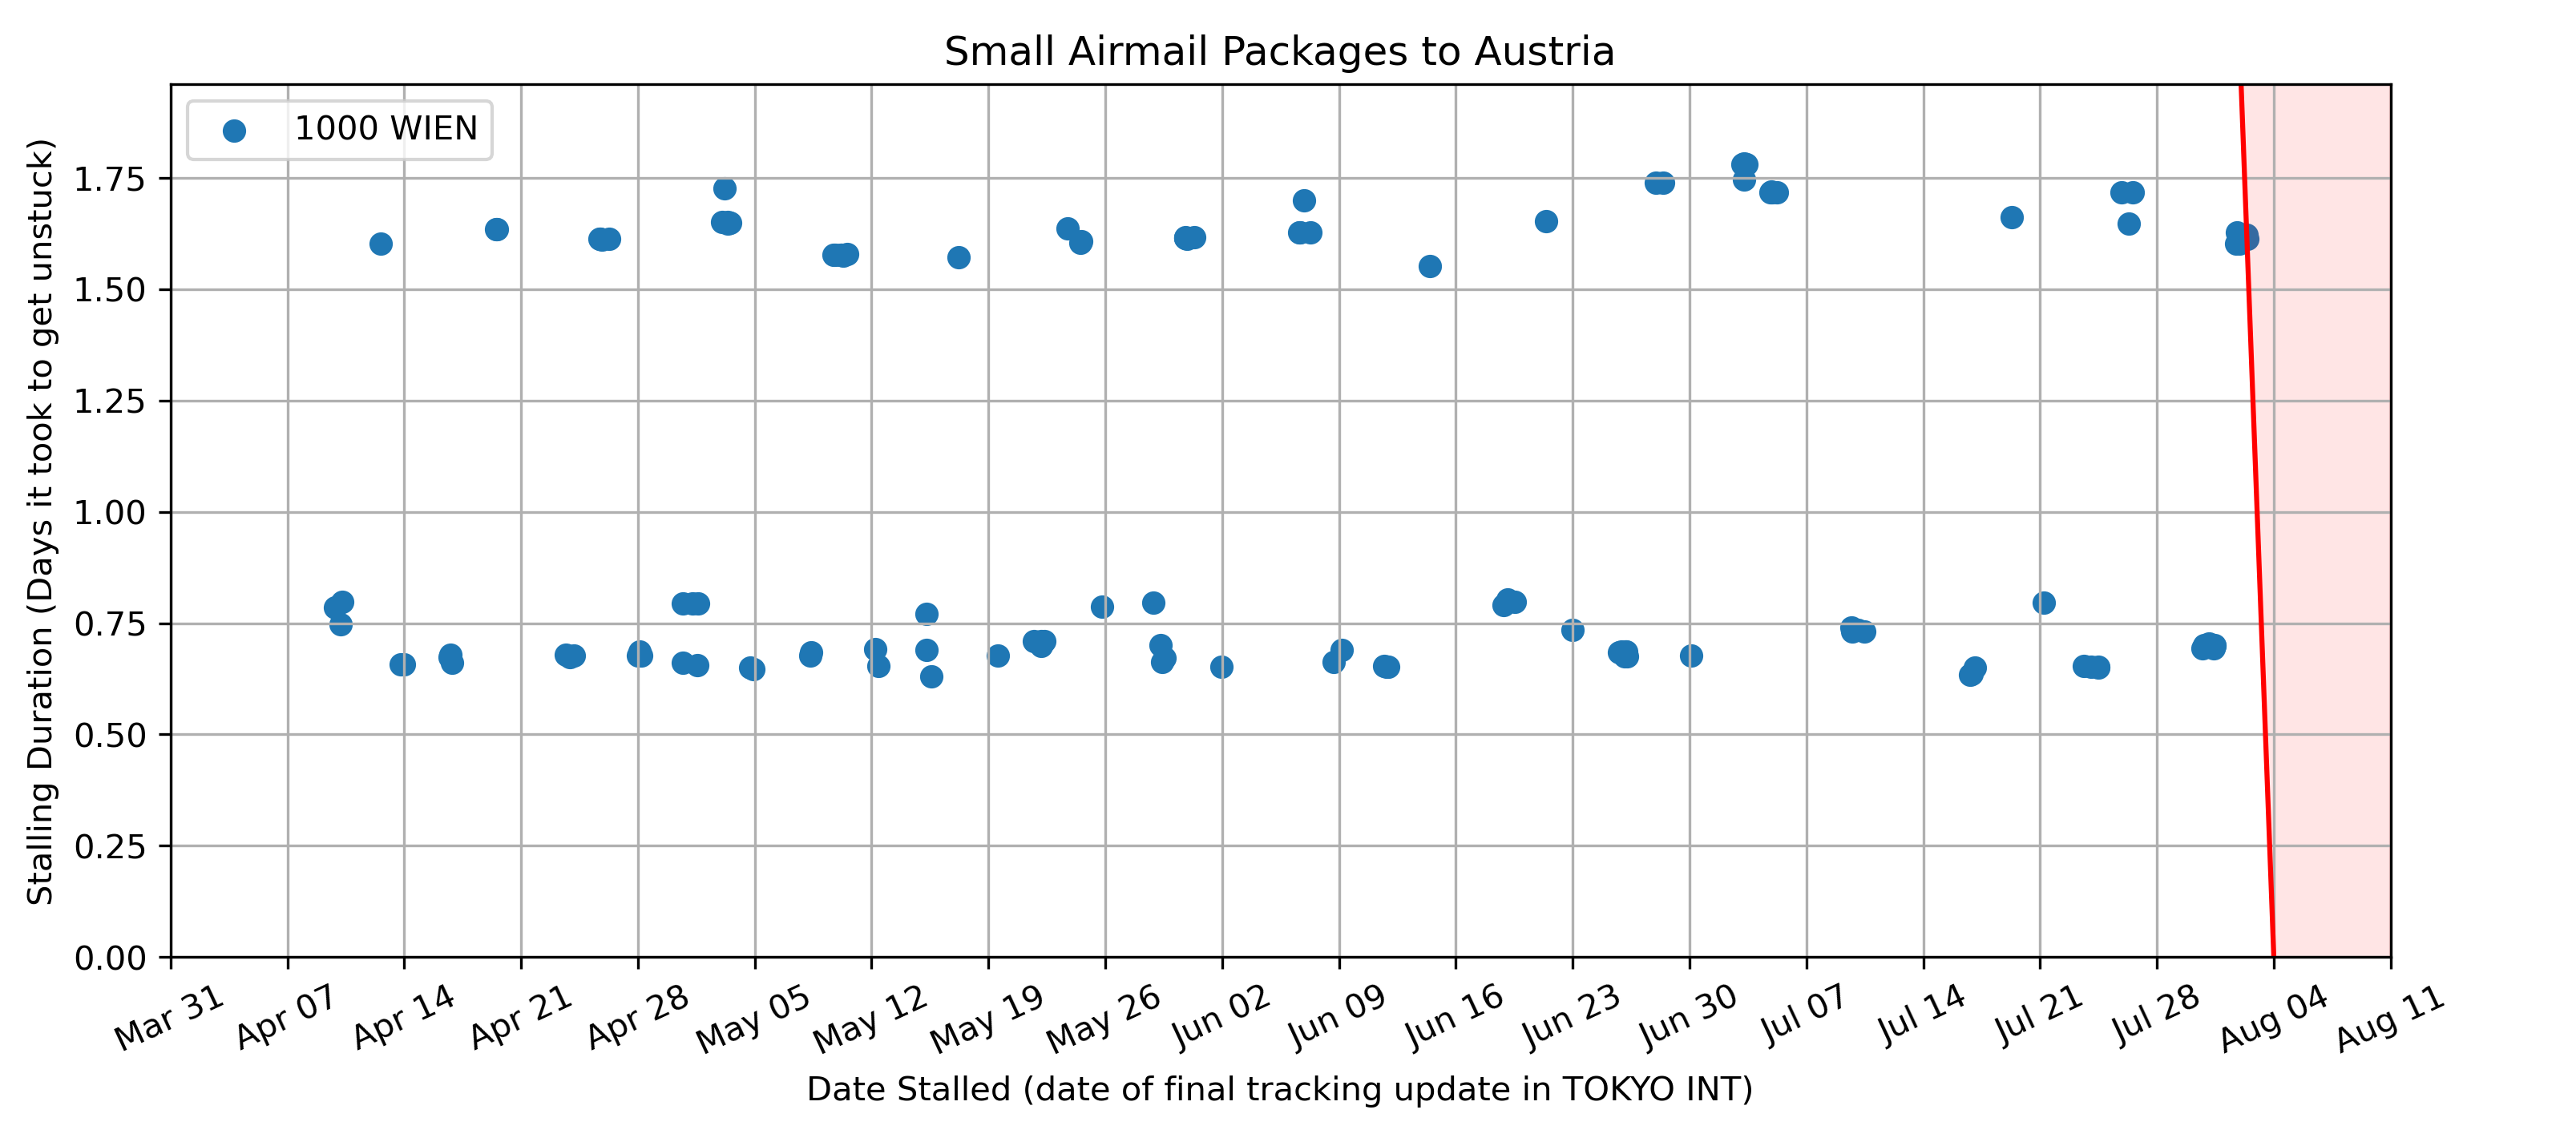 Small Airmail Packages to Austria
1000 WIEN
Stalling Duration (Days it took to get unstuck)
1.75
1.50
1.25
1.00
0.75
0.50
0.25
0.00
Mar 31
Apr 07
Apr 14
Apr 21
Apr 28
May 05
May 12
May 19
May 26
Jun 02
Jun 09
Jun 16
Jun 23
Jun 30
Jul 07
Jul 14
Jul 21
Jul 28
Aug 04
Aug 11
Date Stalled (date of final tracking update in TOKYO INT)